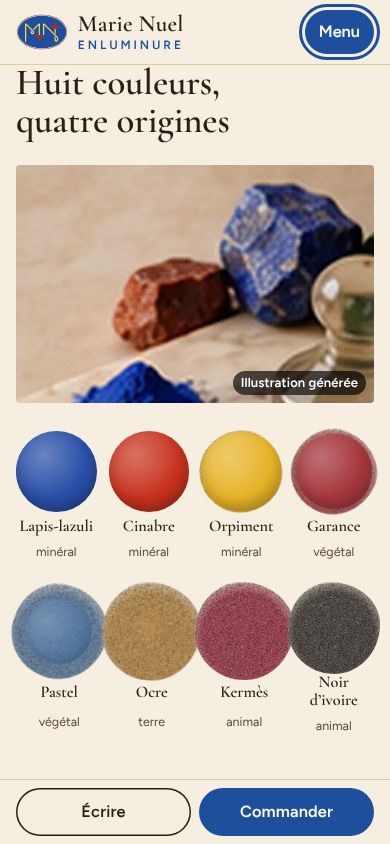 MN
Marie Nuel
ENLUMINURE
Menu
Huit couleurs,
quatre origines
Illustration générée
Lapis-lazuli
minéral
Cinabre
minéral
Orpiment
minéral
Garance
végétal
Pastel
végétal
Ocre
terre
Kermès
animal
Noir
d’ivoire
animal
Écrire
Commander